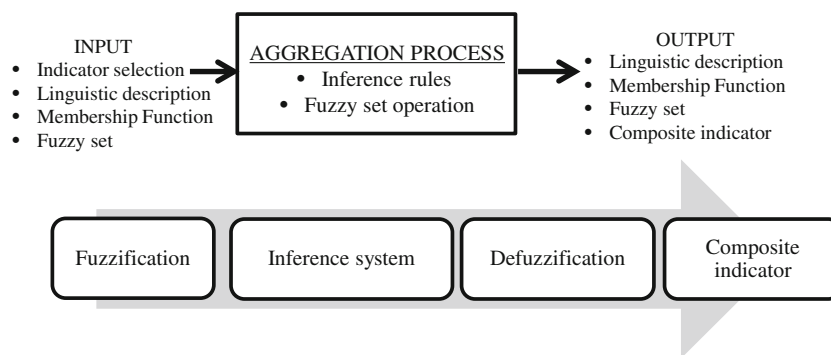 INPUT
• Indicator selection
• Linguistic description
• Membership Function
• Fuzzy set
AGGREGATION PROCESS
• Inference rules
• Fuzzy set operation
OUTPUT
• Linguistic description
• Membership Function
• Fuzzy set
• Composite indicator
Fuzzification
Inference system
Defuzzification
Composite
indicator